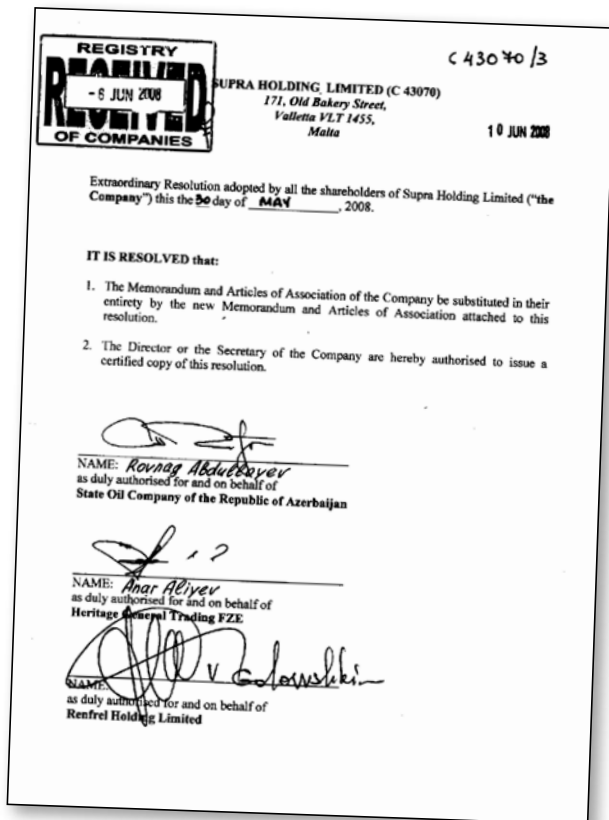 C 43070/3
REGISTRY
RECEIVED
- 6 JUN 2008
OF COMPANIES
SUPRA HOLDING LIMITED (C 43070)
171, Old Bakery Street,
Valletta VLT 1455,
Malta
10 JUN 2008
Extraordinary Resolution adopted by all the shareholders of Supra Holding Limited ("the
Company") this the 30 day of MAY, 2008.
IT IS RESOLVED that:
1. The Memorandum and Articles of Association of the Company be substituted in their
entirety by the new Memorandum and Articles of Association attached to this
resolution.
2. The Director or the Secretary of the Company are hereby authorised to issue a
certified copy of this resolution.
NAME: Rovnag Abdullayev
as duly authorised for and on behalf of
State Oil Company of the Republic of Azerbaijan
NAME: Anar Aliyev
as duly authorised for and on behalf of
Heritage General Trading FZE
NAME: V
as duly authorised for and on behalf of
Renfrel Holding Limited